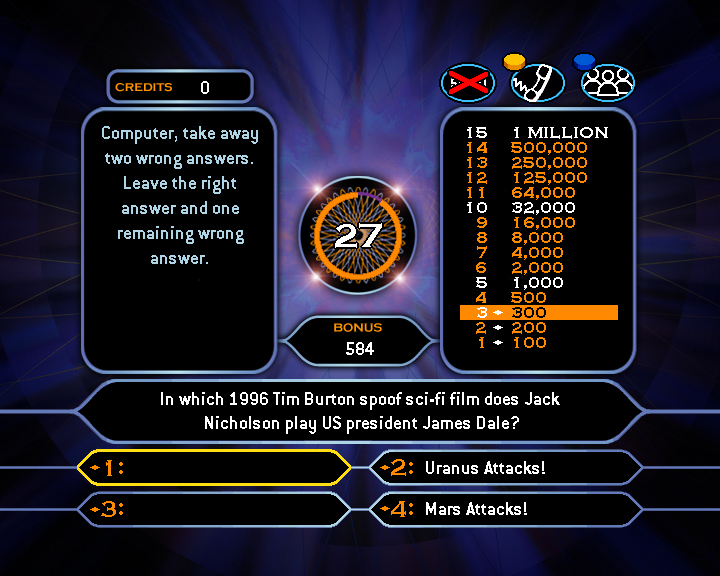 CREDITS 0
Computer, take away
two wrong answers.
Leave the right
answer and one
remaining wrong
answer.
27
BONUS
584
15 1 MILLION
14 500,000
13 250,000
12 125,000
11 64,000
10 32,000
9 16,000
8 8,000
7 4,000
6 2,000
5 1,000
4 500
3 300
2 200
1 100
In which 1996 Tim Burton spoof sci-fi film does Jack
Nicholson play US president James Dale?
1:
2: Uranus Attacks!
3:
4: Mars Attacks!